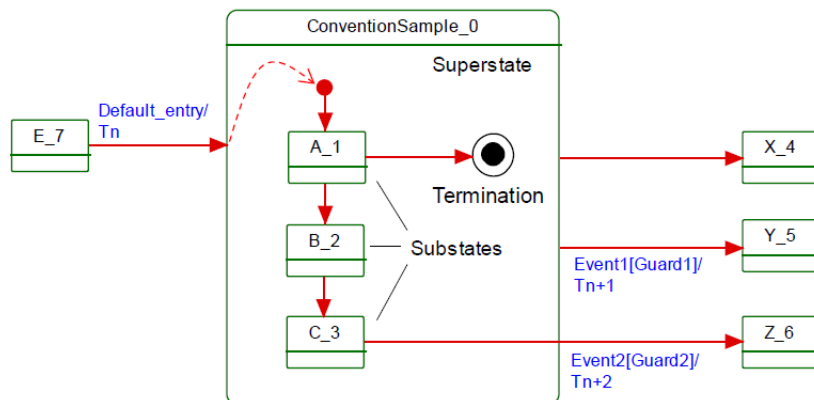 ConventionSample_0
Superstate
Default_entry/
Tn
E_7
A_1
X_4
Termination
B_2
Substates
Y_5
Event1[Guard1]/
Tn+1
C_3
Z_6
Event2[Guard2]/
Tn+2